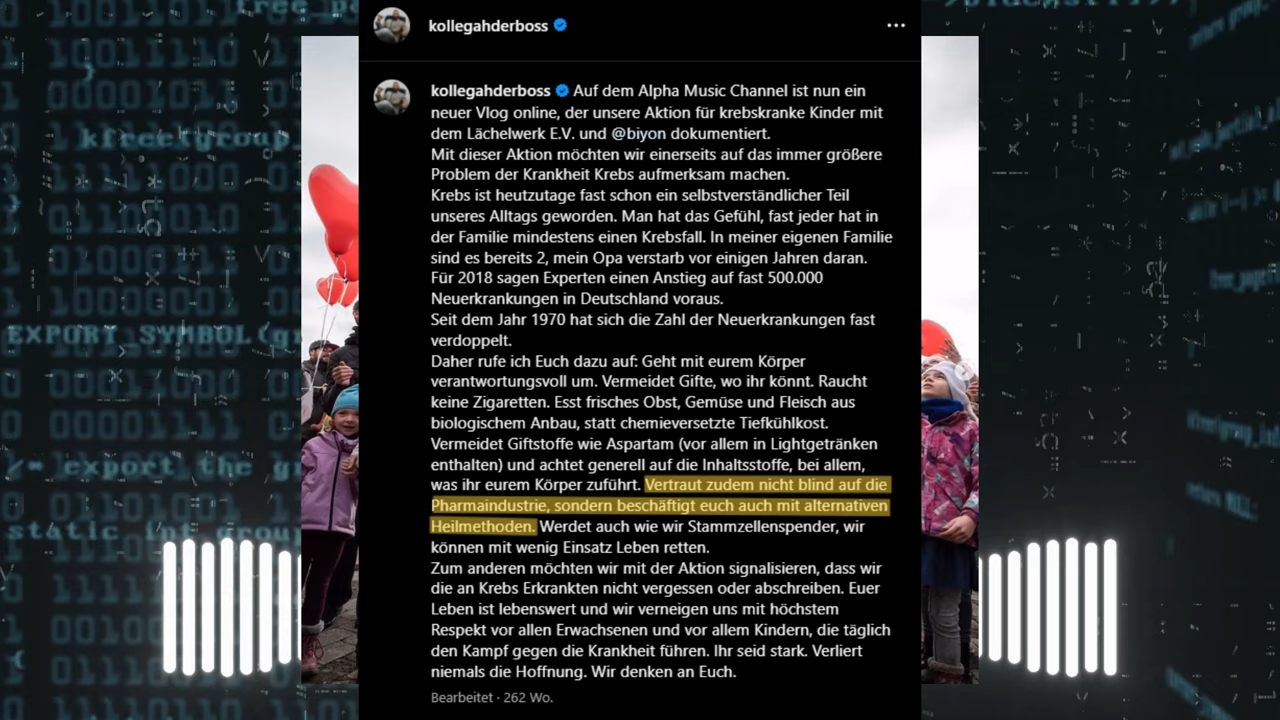 kollegahderboss
kollegahderboss Auf dem Alpha Music Channel ist nun ein
neuer Vlog online, der unsere Aktion für krebskranke Kinder mit
dem Lächelwerk E.V. und @biyon dokumentiert.
Mit dieser Aktion möchten wir einerseits auf das immer größere
Problem der Krankheit Krebs aufmerksam machen.
Krebs ist heutzutage fast schon ein selbstverständlicher Teil
unseres Alltags geworden. Man hat das Gefühl, fast jeder hat in
der Familie mindestens einen Krebsfall. In meiner eigenen Familie
sind es bereits 2, mein Opa verstarb vor einigen Jahren daran.
Für 2018 sagen Experten einen Anstieg auf fast 500.000
Neuerkrankungen in Deutschland voraus.
Seit dem Jahr 1970 hat sich die Zahl der Neuerkrankungen fast
verdoppelt.
Daher rufe ich Euch dazu auf: Geht mit eurem Körper
verantwortungsvoll um. Vermeidet Gifte, wo ihr könnt. Raucht
keine Zigaretten. Esst frisches Obst, Gemüse und Fleisch aus
biologischem Anbau, statt chemieversetzte Tiefkühlkost.
Vermeidet Giftstoffe wie Aspartam (vor allem in Lightgetränken
enthalten) und achtet generell auf die Inhaltsstoffe, bei allem,
was ihr eurem Körper zuführt. Vertraut zudem nicht blind auf die
Pharmaindustrie, sondern beschäftigt euch auch mit alternativen
Heilmethoden. Werdet auch wie wir Stammzellenspender, wir
können mit wenig Einsatz Leben retten.
Zum anderen möchten wir mit der Aktion signalisieren, dass wir
die an Krebs Erkrankten nicht vergessen oder abschreiben. Euer
Leben ist lebenswert und wir verneigen uns mit höchstem
Respekt vor allen Erwachsenen und vor allem Kindern, die täglich
den Kampf gegen die Krankheit führen. Ihr seid stark. Verliert
niemals die Hoffnung. Wir denken an Euch.
Bearbeitet · 262 Wo.
EXPORT_SYMBOL(
/* export the
static